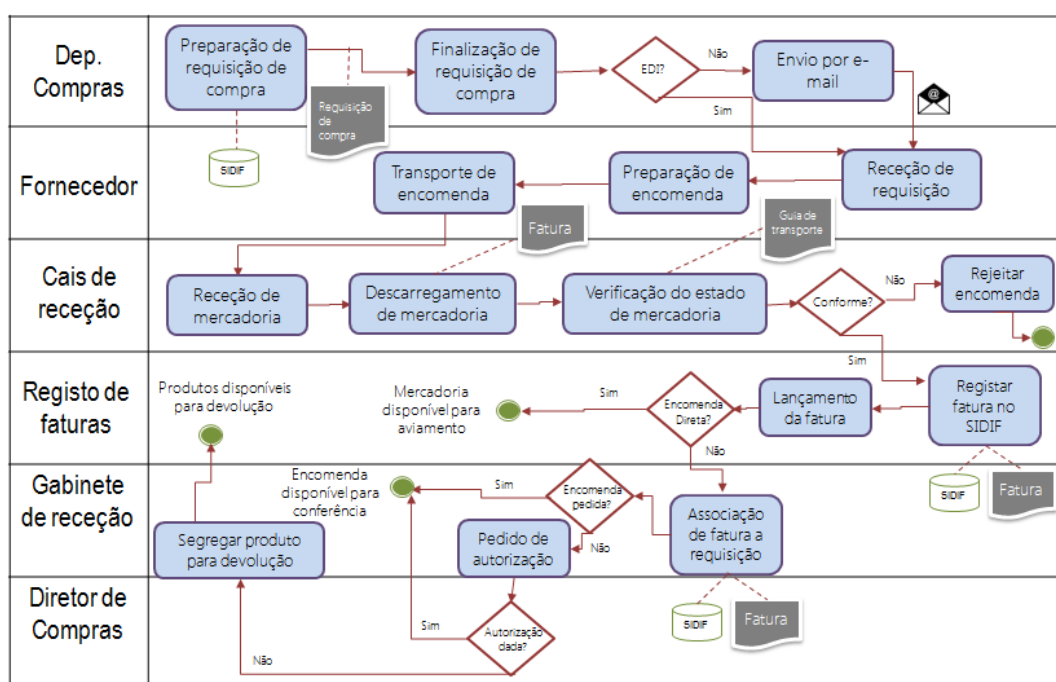 Dep.
Compras
Preparação de
requisição de
compra
Requisição
de
compra
SIDIF
Finalização de
requisição de
compra
EDI?
Não
Sim
Envio por e-
mail
@
Fornecedor
Transporte de
encomenda
Preparação de
encomenda
Receção de
requisição
Fatura
Guia de
transporte
Cais de
receção
Receção de
mercadoria
Descarregamento
de mercadoria
Verificação do estado
de mercadoria
Conforme?
Não
Sim
Rejeitar
encomenda
Registo de
faturas
Produtos disponíveis
para devolução
Mercadoria
disponível para
aviamento
Sim
Encomenda
Direta?
Não
Lançamento
da fatura
Registar
fatura no
SIDIF
SIDIF
Fatura
Gabinete
de receção
Segregar produto
para devolução
Encomenda
disponível para
conferência
Sim
Encomenda
pedida?
Não
Pedido de
autorização
Associação
de fatura a
requisição
SIDIF
Fatura
Diretor de
Compras
Sim
Autorização
dada?
Não